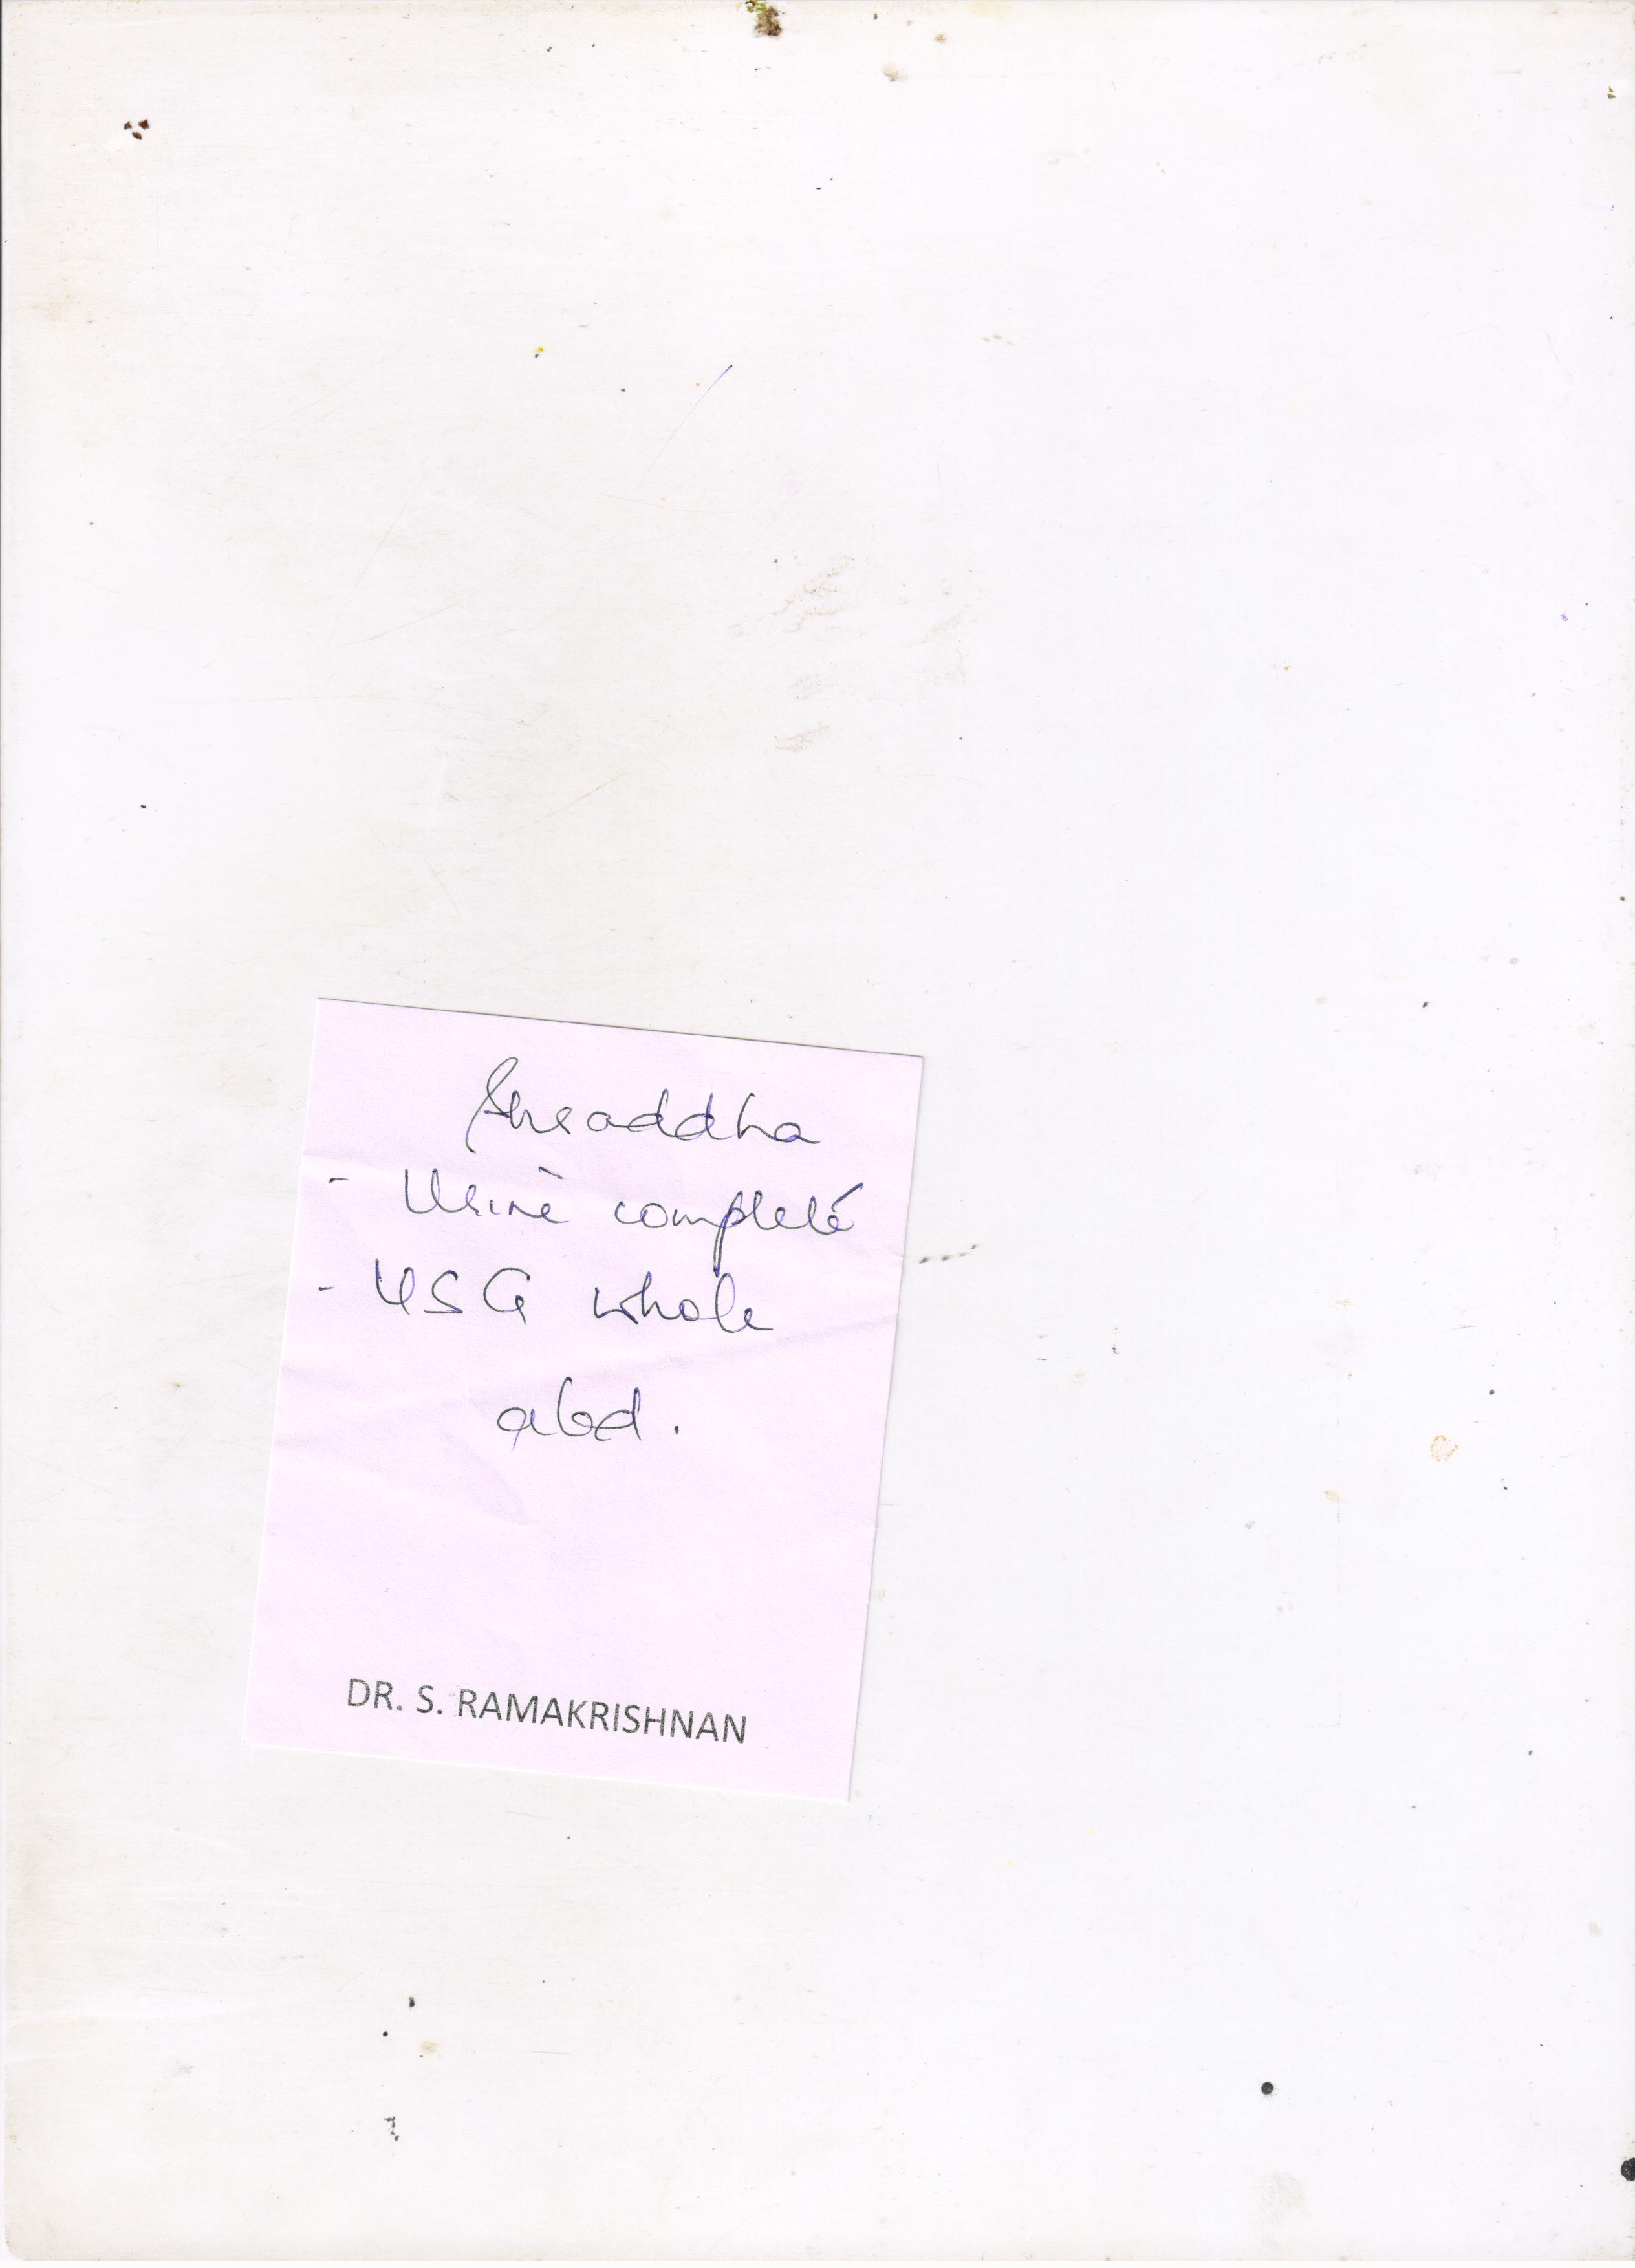 Shraddha
- Urine complete
- USG whole
abd.
DR. S. RAMAKRISHNAN